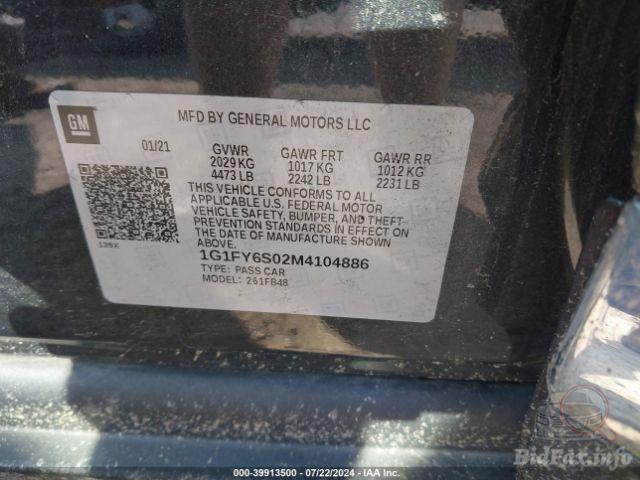 GM
MFD BY GENERAL MOTORS LLC
01/21
GVWR
2029 KG
4473 LB
GAWR FRT
1017 KG
2242 LB
GAWR RR
1012 KG
2231 LB
THIS VEHICLE CONFORMS TO ALL
APPLICABLE U.S. FEDERAL MOTOR
VEHICLE SAFETY, BUMPER, AND THEFT
PREVENTION STANDARDS IN EFFECT ON
THE DATE OF MANUFACTURE SHOWN
ABOVE.
139X
1G1FY6S02M4104886
TYPE: PASS CAR
MODEL: 261FB48
BidFax.info
000-39913500 - 07/22/2024 - IAA Inc.